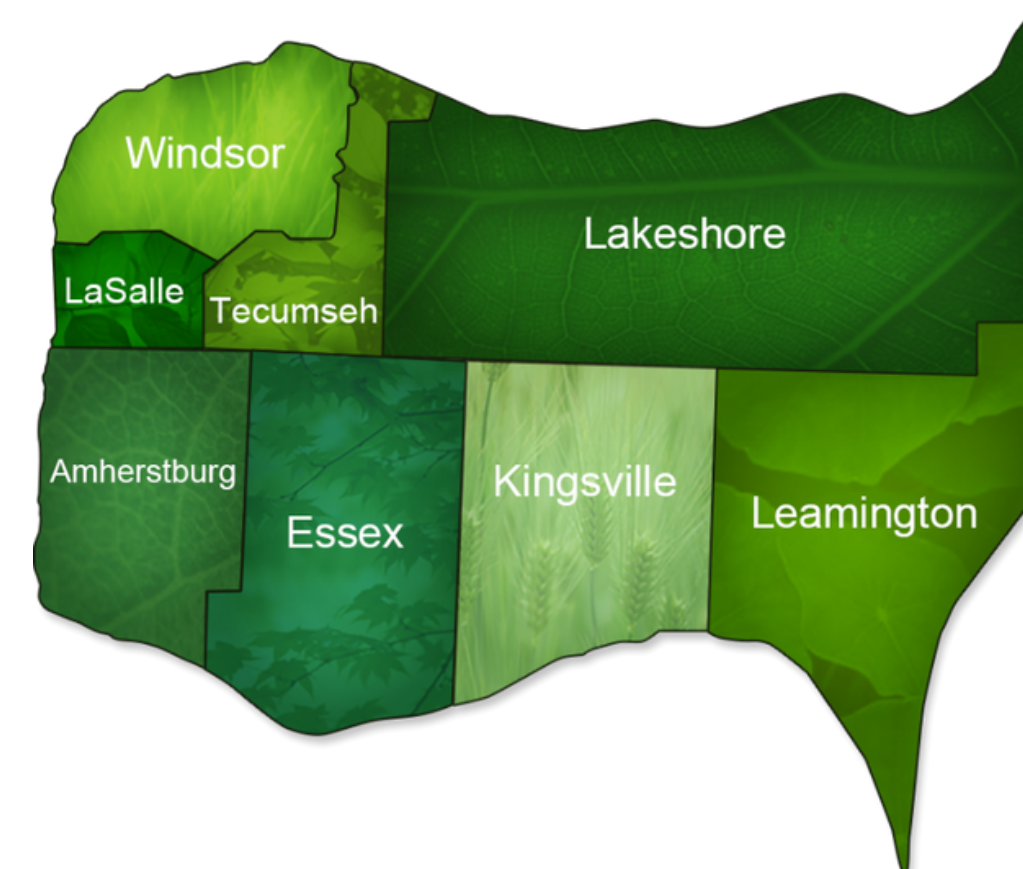 Windsor
Lakeshore
LaSalle
Tecumseh
Amherstburg
Kingsville
Leamington
Essex